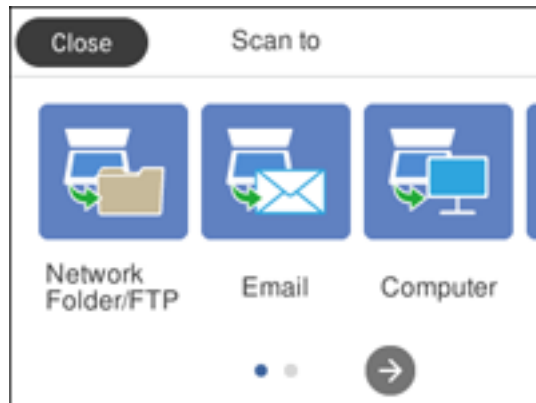 Close
Scan to
Network
Folder/FTP
Email
Computer